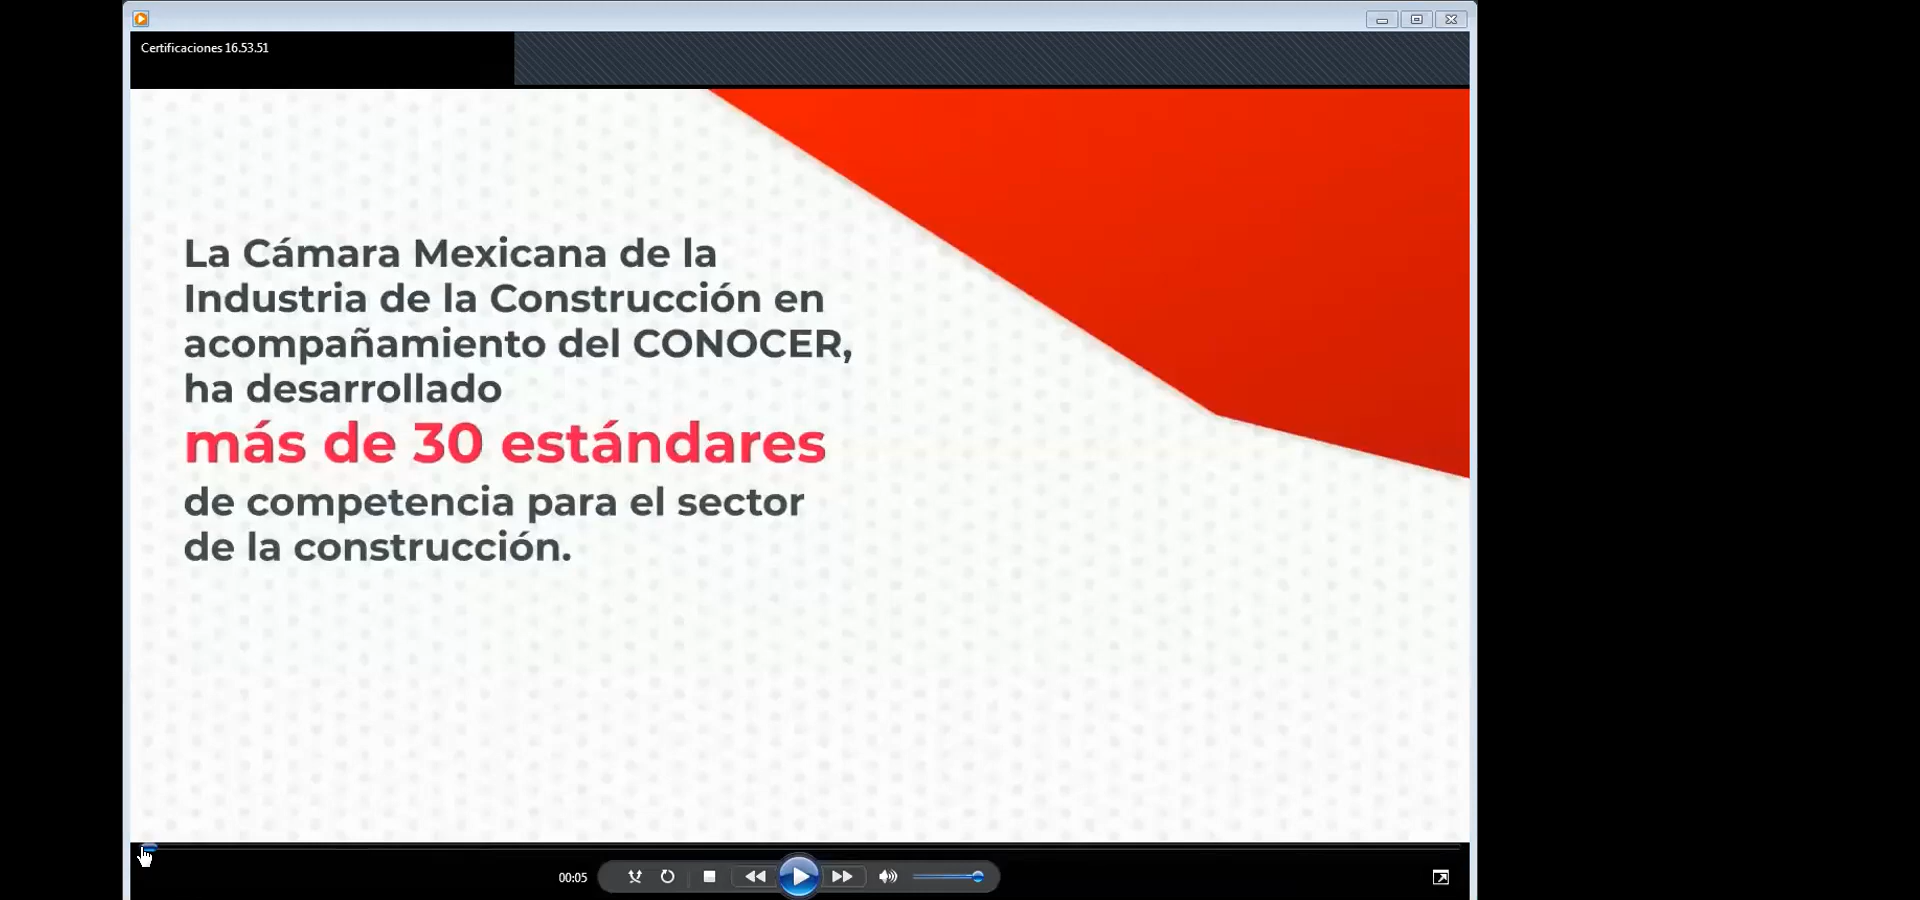 Certificaciones 16.53.51
La Cámara Mexicana de la
Industria de la Construcción en
acompañamiento del CONOCER,
ha desarrollado
más de 30 estándares
de competencia para el sector
de la construcción.
00:05